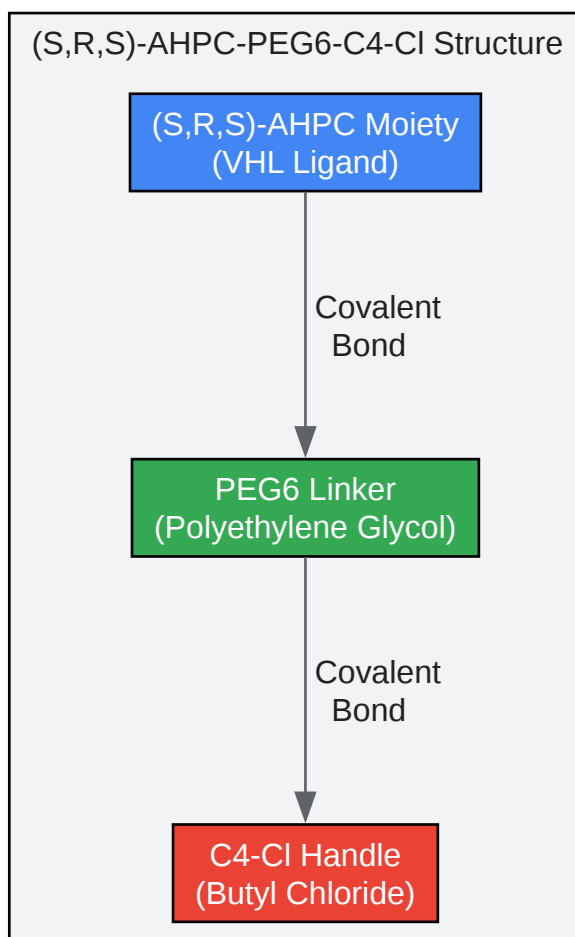 (S,R,S)-AHPC-PEG6-C4-Cl Structure
(S,R,S)-AHPC Moiety
(VHL Ligand)
Covalent
Bond
PEG6 Linker
(Polyethylene Glycol)
Covalent
Bond
C4-Cl Handle
(Butyl Chloride)